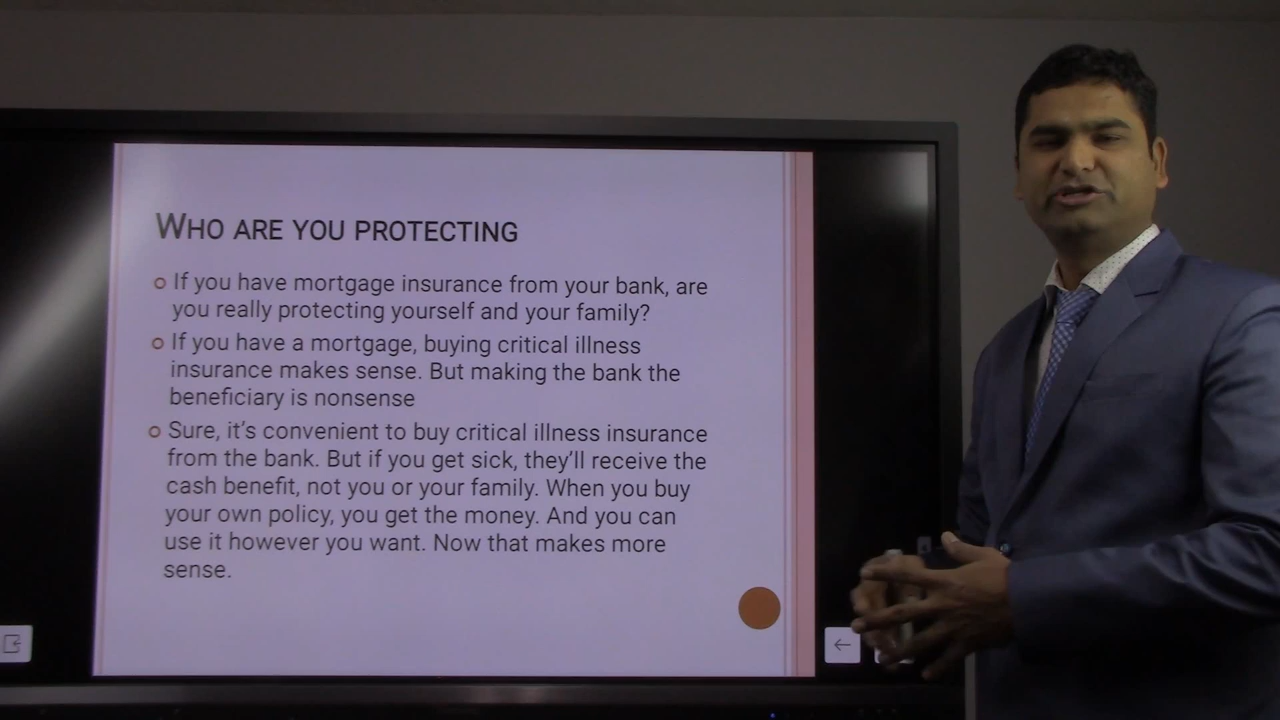 WHO ARE YOU PROTECTING
If you have mortgage insurance from your bank, are
you really protecting yourself and your family?
If you have a mortgage, buying critical illness
insurance makes sense. But making the bank the
beneficiary is nonsense
Sure, it's convenient to buy critical illness insurance
from the bank. But if you get sick, they'll receive the
cash benefit, not you or your family. When you buy
your own policy, you get the money. And you can
use it however you want. Now that makes more
sense.